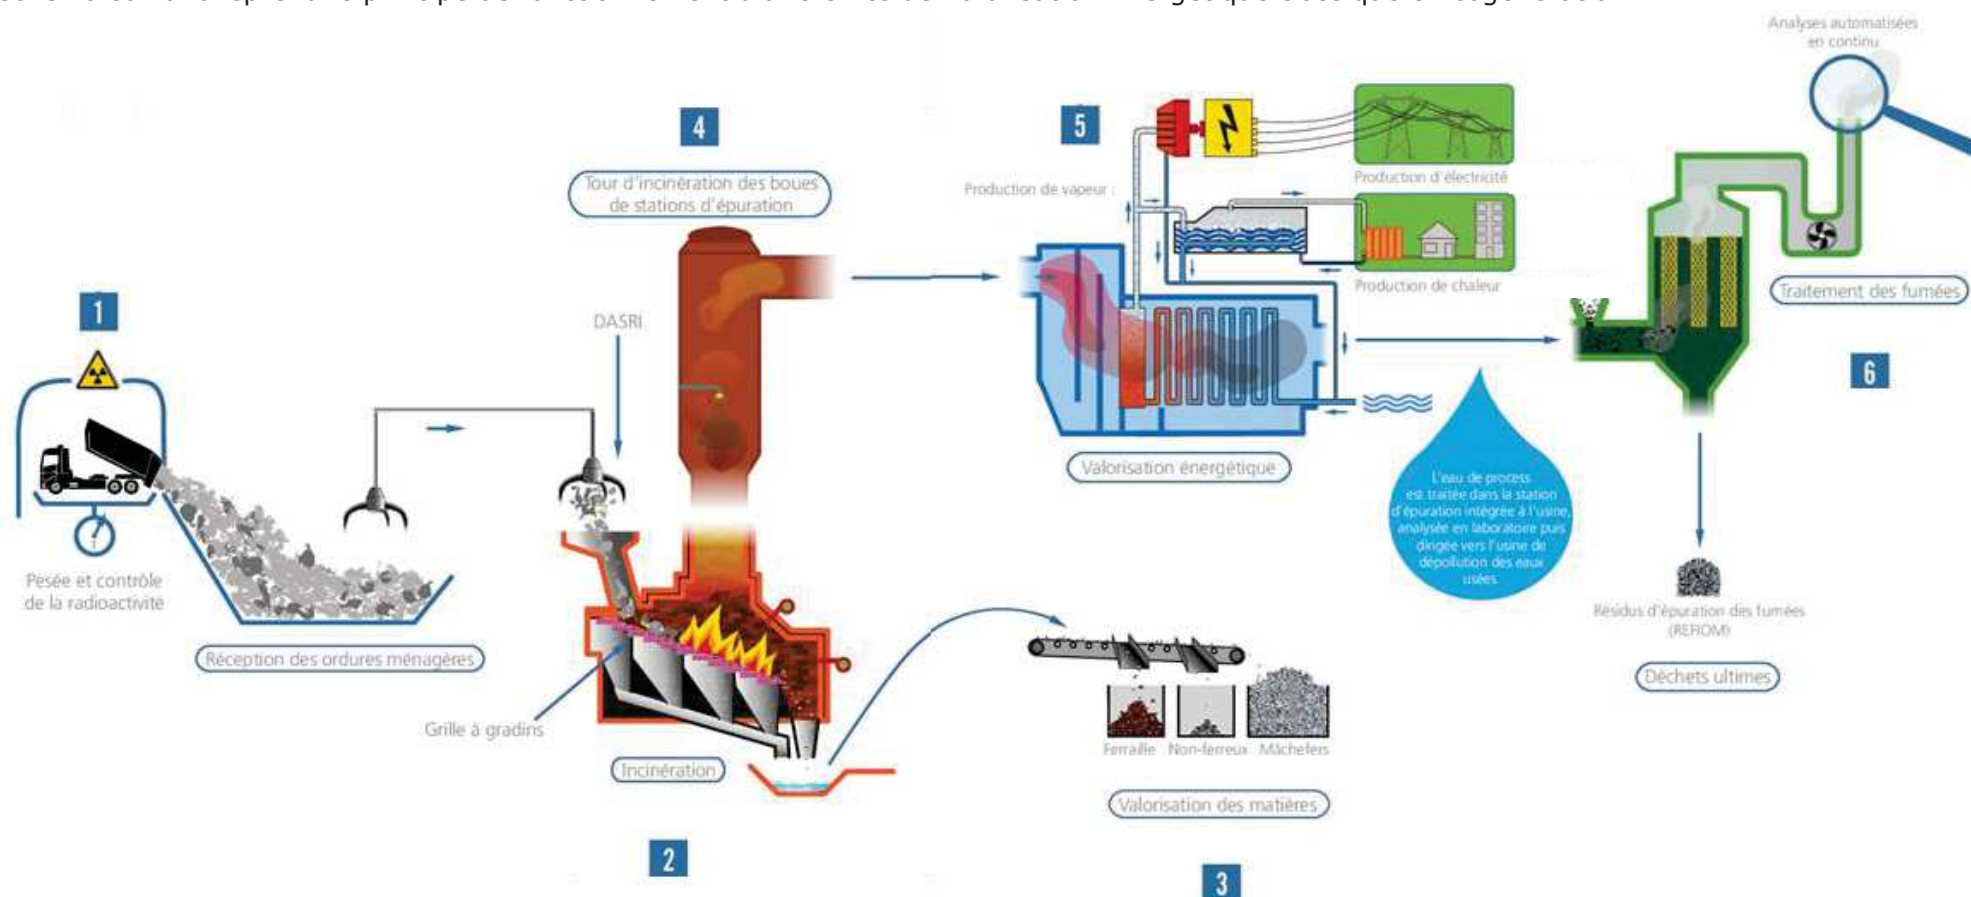 Analyses automatisées
en continu
4
5
Tour d'incinération des boues
de stations d'épuration
Production de vapeur :
Production d'électricité
Production de chaleur
Traitement des fumées
1
DASRI
6
Valorisation énergétique
L'eau de process
est traitée dans la station
d'épuration intégrée à l'usine,
analysée en laboratoire puis
dirigée vers l'usine de
dépollution des eaux
usées
Pesée et contrôle
de la radioactivité
Réception des ordures ménagères
Résidus d'épuration des fumées
(REFIOM)
Déchets ultimes
Grille à gradins
Incinération
Ferraille Non-ferreux Mâchefers
Valorisation des matières
2
3